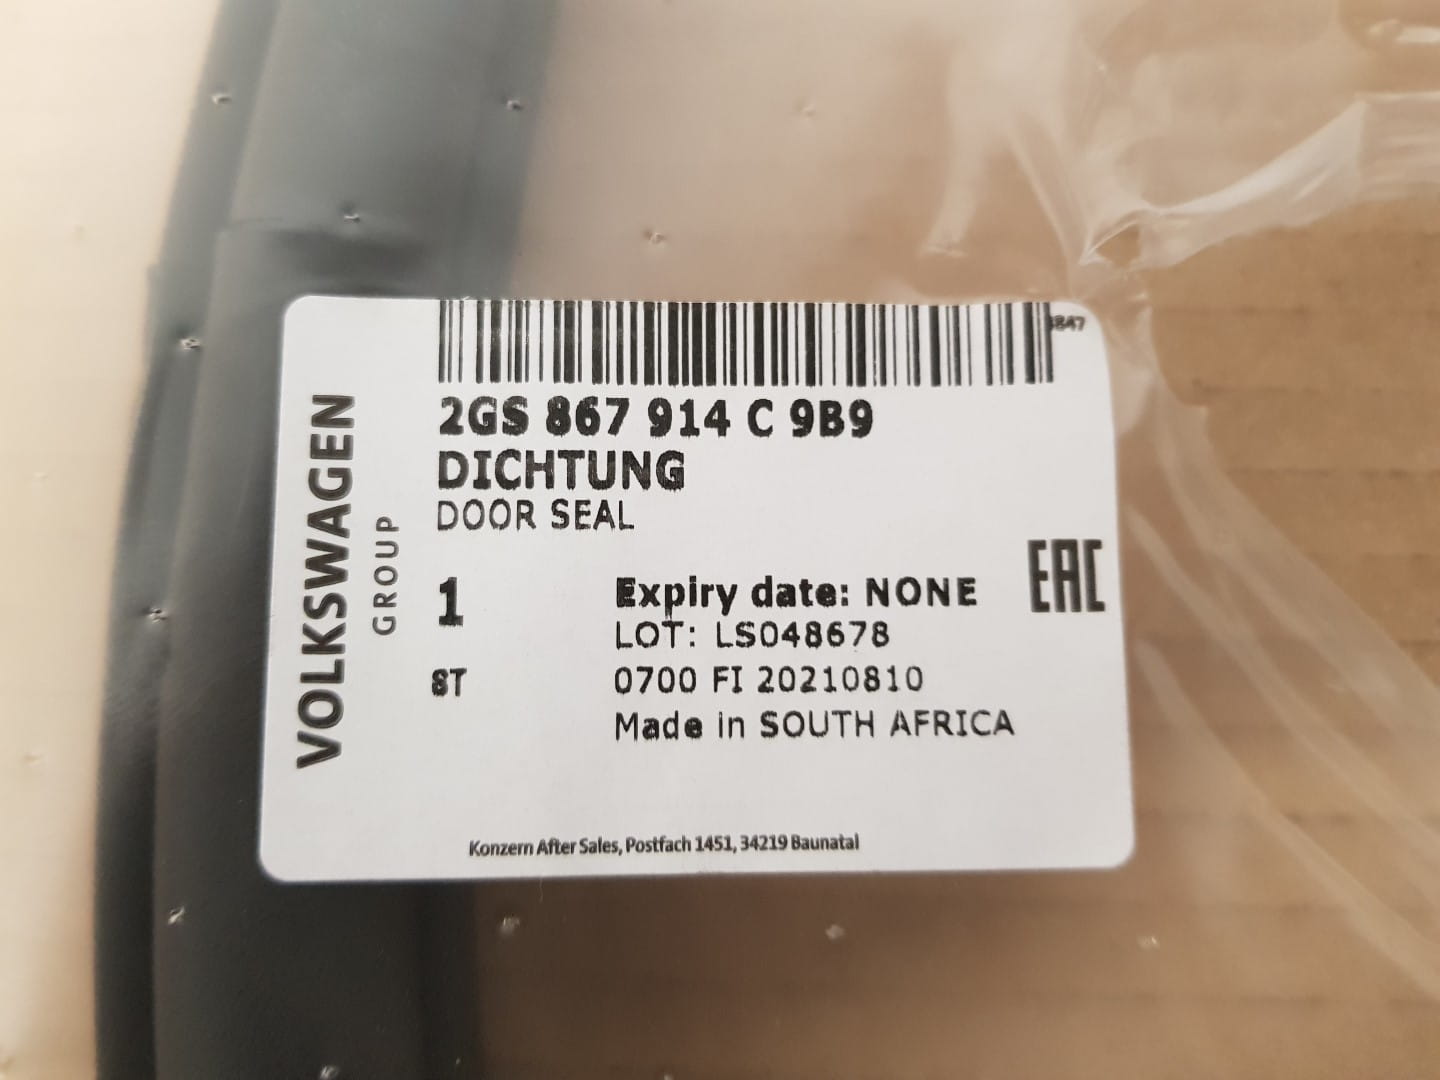 847
2GS 867 914 C 9B9
DICHTUNG
DOOR SEAL
VOLKSWAGEN
GROUP
1
ST
Expiry date: NONE
EAC
LOT: LS048678
0700 FI 20210810
Made in SOUTH AFRICA
Konzern After Sales, Postfach 1451, 34219 Baunatal